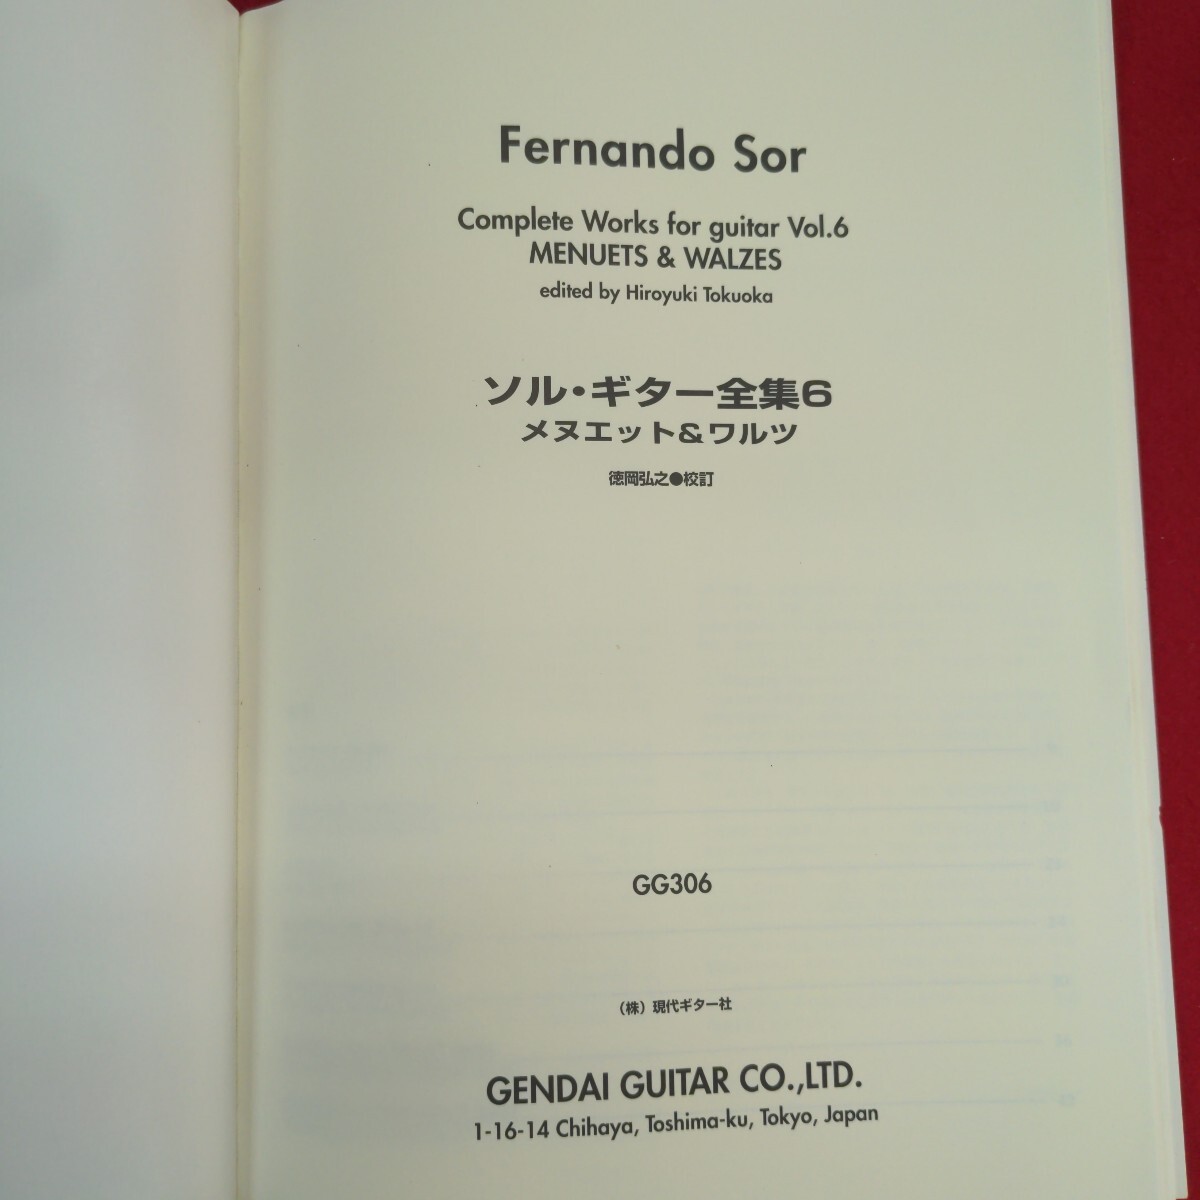 Fernando Sor
Complete Works for guitar Vol.6
MENUETS & WALZES
edited by Hiroyuki Tokuoka
ソル・ギター全集6
メヌエット&ワルツ
徳岡弘之●校訂
GG306
（株）現代ギター社
GENDAI GUITAR CO.,LTD.
1-16-14 Chihaya, Toshima-ku, Tokyo, Japan